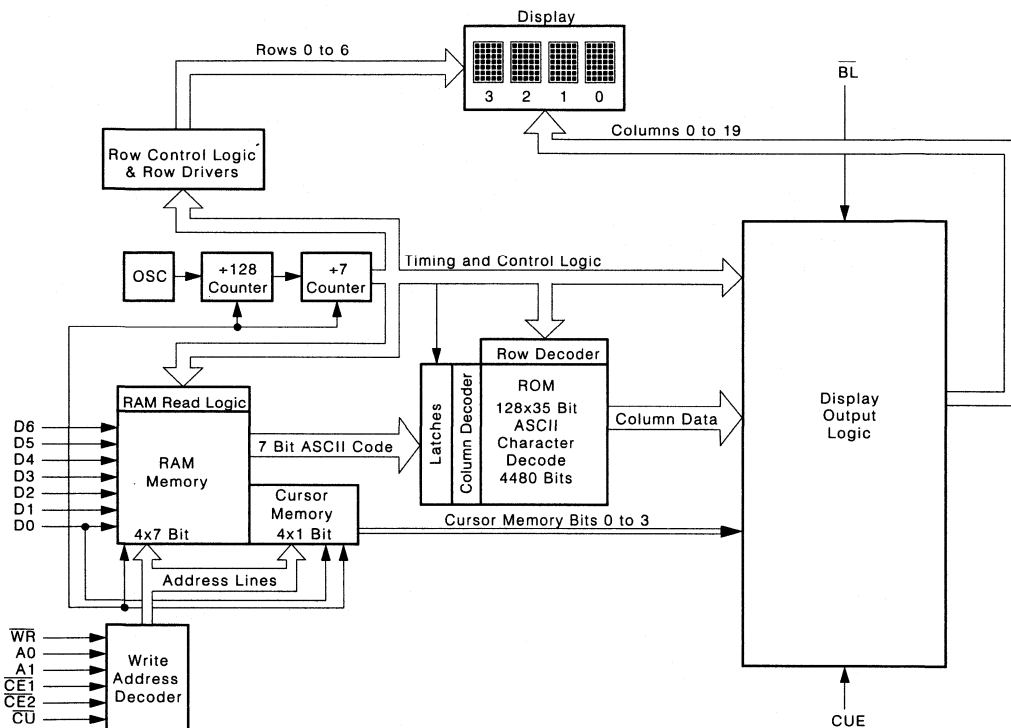 Display
Rows 0 to 6
3 2 1 0
BL
Columns 0 to 19
Row Control Logic
& Row Drivers
OSC
÷128
Counter
÷7
Counter
Timing and Control Logic
Row Decoder
RAM Read Logic
Latches
Column Decoder
ROM
128x35 Bit
ASCII
Character
Decode
4480 Bits
Column Data
Display
Output
Logic
D6
D5
D4
D3
D2
D1
D0
RAM
Memory
4x7 Bit
7 Bit ASCII Code
Cursor
Memory
4x1 Bit
Cursor Memory Bits 0 to 3
Address Lines
WR
A0
A1
CE1
CE2
CU
Write
Address
Decoder
CUE